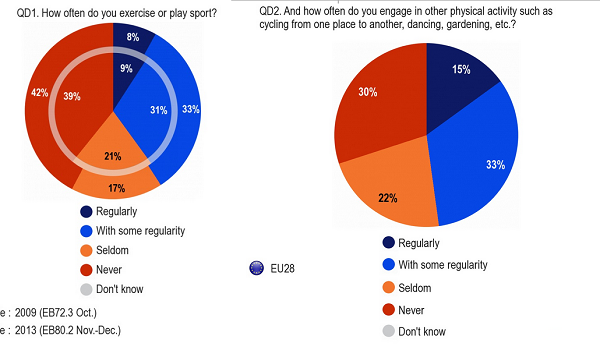 QD1. How often do you exercise or play sport?
8%
9%
42%
39%
31%
33%
21%
17%
Regularly
With some regularity
Seldom
Never
Don't know
e : 2009 (EB72.3 Oct.)
e : 2013 (EB80.2 Nov.-Dec.)
QD2. And how often do you engage in other physical activity such as
cycling from one place to another, dancing, gardening, etc.?
15%
30%
33%
22%
EU28
Regularly
With some regularity
Seldom
Never
Don't know